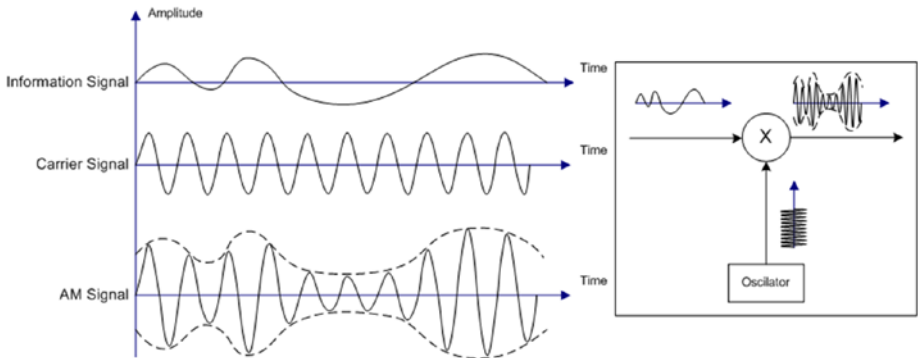 Amplitude
Information Signal
Time
Carrier Signal
Time
AM Signal
Time
X
Oscilator